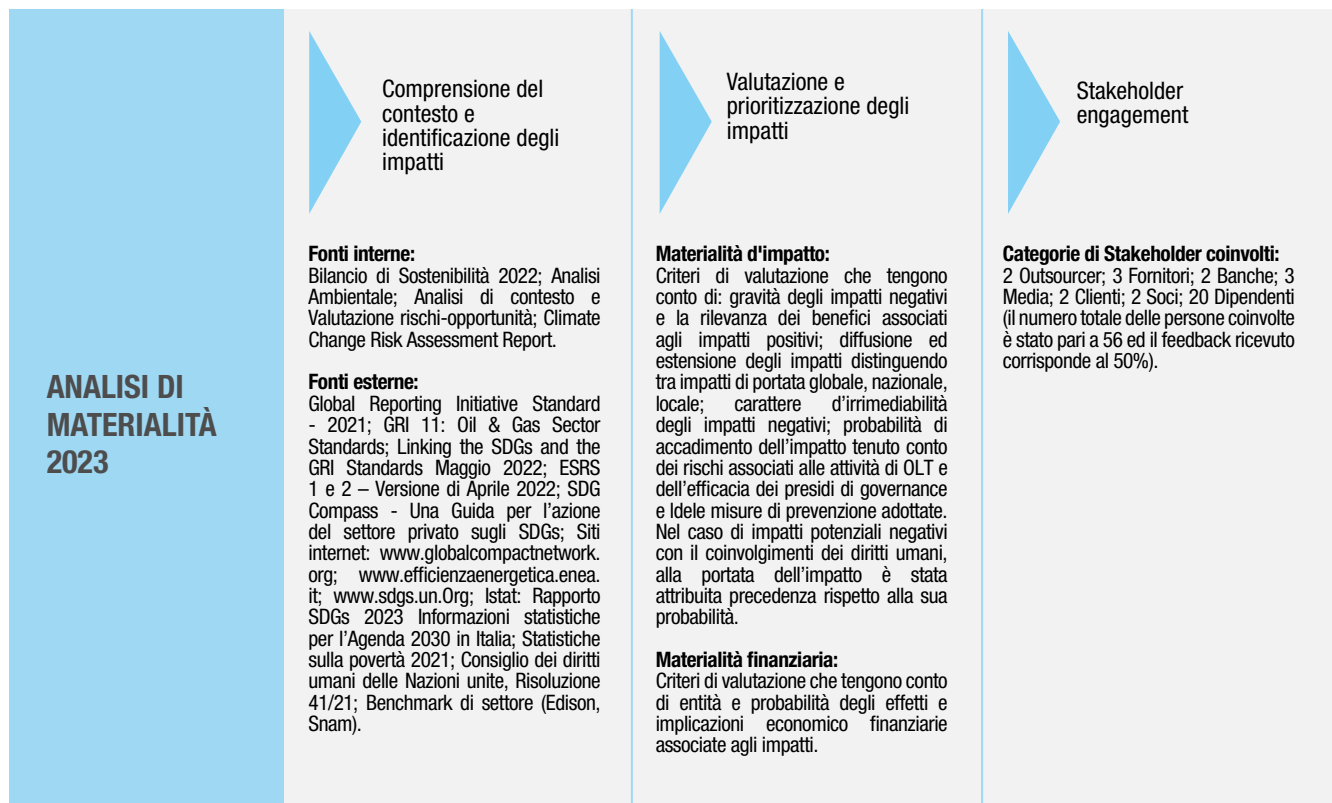 ANALISI DI
MATERIALITÀ
2023
Comprensione del
contesto e
identificazione degli
impatti
Fonti interne:
Bilancio di Sostenibilità 2022; Analisi
Ambientale; Analisi di contesto e
Valutazione rischi-opportunità; Climate
Change Risk Assessment Report.
Fonti esterne:
Global Reporting Initiative Standard
- 2021; GRI 11: Oil & Gas Sector
Standards; Linking the SDGs and the
GRI Standards Maggio 2022; ESRS
1 e 2 – Versione di Aprile 2022; SDG
Compass - Una Guida per l’azione
del settore privato sugli SDGs; Siti
internet: www.globalcompactnetwork.
org; www.efficienzaenergetica.enea.
it; www.sdgs.un.Org; Istat: Rapporto
SDGs 2023 Informazioni statistiche
per l’Agenda 2030 in Italia; Statistiche
sulla povertà 2021; Consiglio dei diritti
umani delle Nazioni unite, Risoluzione
41/21; Benchmark di settore (Edison,
Snam).
Valutazione e
prioritizzazione degli
impatti
Materialità d'impatto:
Criteri di valutazione che tengono
conto di: gravità degli impatti negativi
e la rilevanza dei benefici associati
agli impatti positivi; diffusione ed
estensione degli impatti distinguendo
tra impatti di portata globale, nazionale,
locale; carattere d’irrimediabilità
degli impatti negativi; probabilità di
accadimento dell’impatto tenuto conto
dei rischi associati alle attività di OLT e
dell’efficacia dei presidi di governance
e ldele misure di prevenzione adottate.
Nel caso di impatti potenziali negativi
con il coinvolgimenti dei diritti umani,
alla portata dell’impatto è stata
attribuita precedenza rispetto alla sua
probabilità.
Materialità finanziaria:
Criteri di valutazione che tengono conto
di entità e probabilità degli effetti e
implicazioni economico finanziarie
associate agli impatti.
Stakeholder
engagement
Categorie di Stakeholder coinvolti:
2 Outsourcer; 3 Fornitori; 2 Banche; 3
Media; 2 Clienti; 2 Soci; 20 Dipendenti
(il numero totale delle persone coinvolte
è stato pari a 56 ed il feedback ricevuto
corrisponde al 50%).